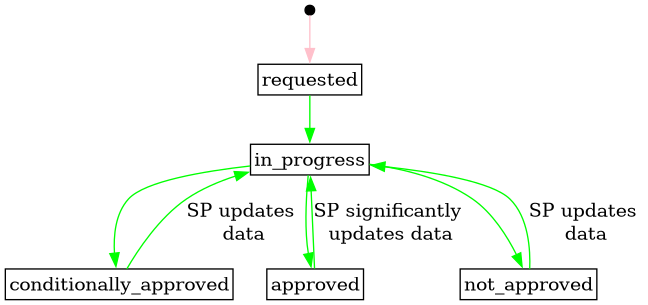 requested
in_progress
SP updates
data
SP significantly
updates data
SP updates
data
conditionally_approved
approved
not_approved